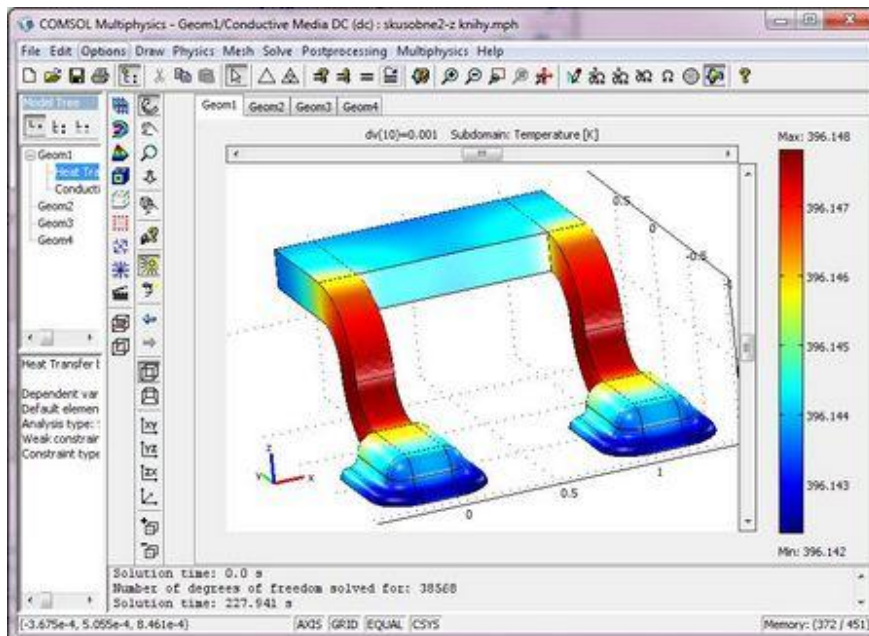 COMSOL Multiphysics - Geom1/Conductive Media DC (dc) : skusobne2-z knihy.mph
File Edit Options Draw Physics Mesh Solve Postprocessing Multiphysics Help
Model Tree
Geom1
Heat Tra
Conducti
Geom2
Geom3
Geom4
Heat Transfer b
Dependent var
Default elemen
Analysis type: S
Weak constrain
Constraint type
Geom1 Geom2 Geom3 Geom4
dv(10)=0.001 Subdomain: Temperature [K]
Max: 396.148
396.147
396.146
396.145
396.144
396.143
Min: 396.142
0.5
0
-0.5
0
0.5
1
z
y
x
Solution time: 0.0 s
Number of degrees of freedom solved for: 38568
Solution time: 227.941 s
(-3.675e-4, 5.055e-4, 8.461e-4) AXIS GRID EQUAL CSYS Memory: (372 / 451)